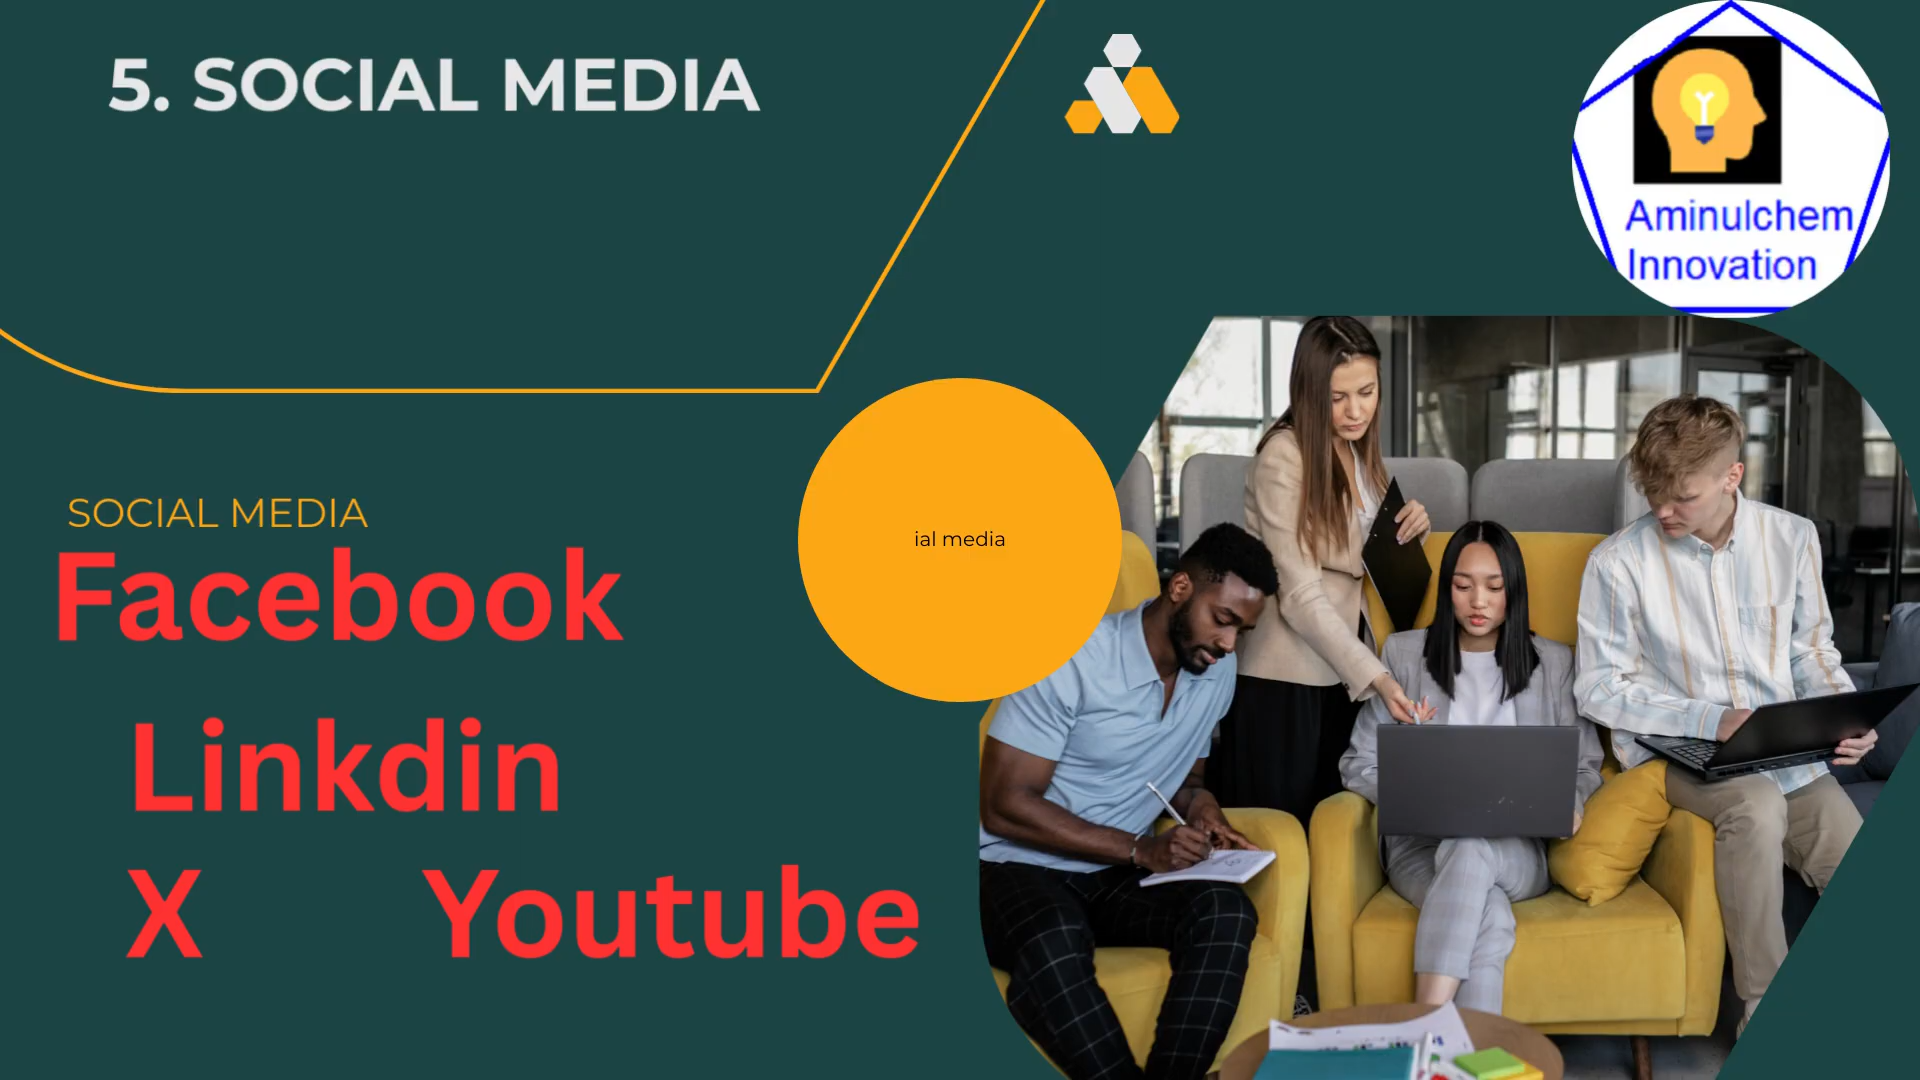 5. SOCIAL MEDIA
Aminulchem
Innovation
SOCIAL MEDIA
Facebook
ial media
Linkdin
X Youtube